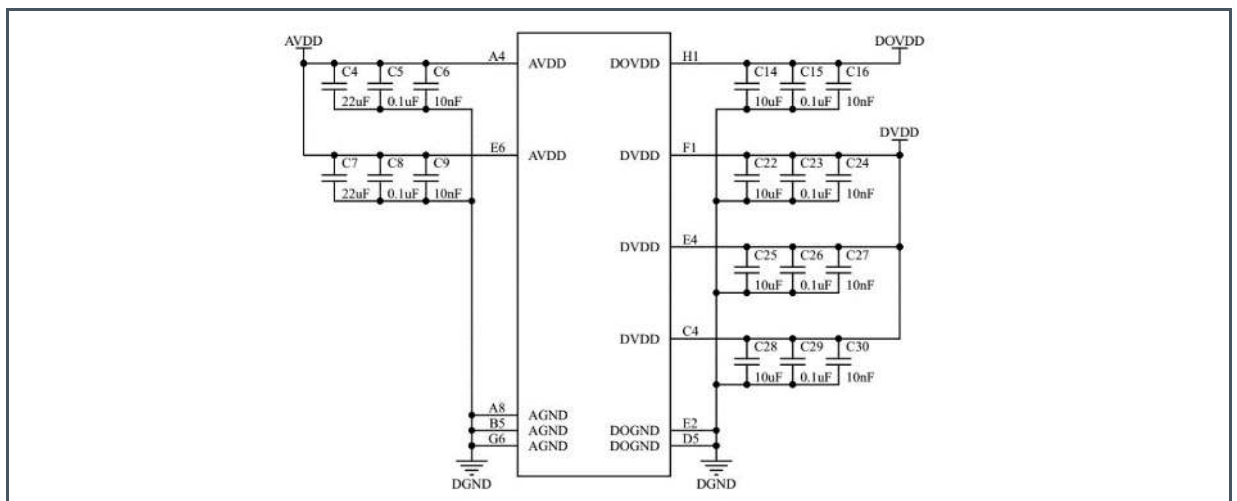 AVDD
DOVDD
A4
H1
AVDD
DOVDD
C4
C5
C6
C14
C15
C16
22uF
0.1uF
10nF
10uF
0.1uF
10nF
DVDD
E6
F1
AVDD
DVDD
C7
C8
C9
C22
C23
C24
22uF
0.1uF
10nF
10uF
0.1uF
10nF
E4
DVDD
C25
C26
C27
10uF
0.1uF
10nF
C4
DVDD
C28
C29
C30
10uF
0.1uF
10nF
A8
AGND
B5
AGND
G6
AGND
E2
DOGND
D5
DOGND
DGND
DGND